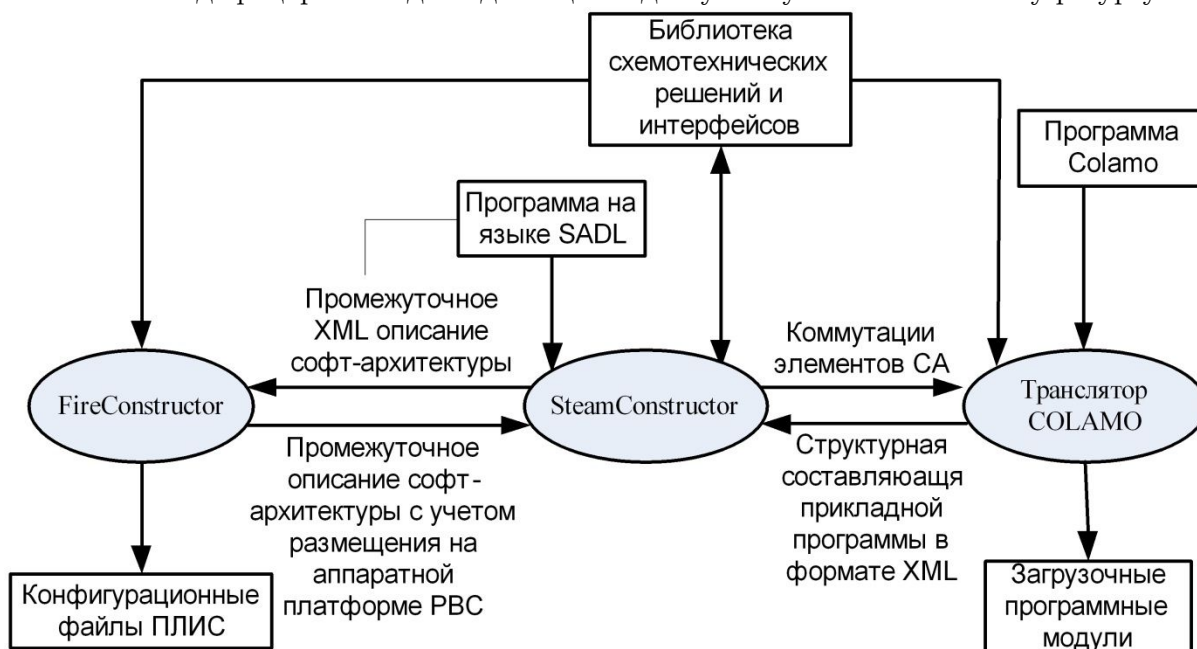 Библиотека
схемотехнических
решений и
интерфейсов
Программа
Colamo
Программа на
языке SADL
Промежуточное
XML описание
софт-архитектуры
Коммутации
элементов СА
FireConstructor
SteamConstructor
Транслятор
COLAMO
Промежуточное
описание софт-
архитектуры с учетом
размещения на
аппаратной
платформе РВС
Структурная
составляюащя
прикладной
программы в
формате XML
Конфигурационные
файлы ПЛИС
Загрузочные
программные
модули